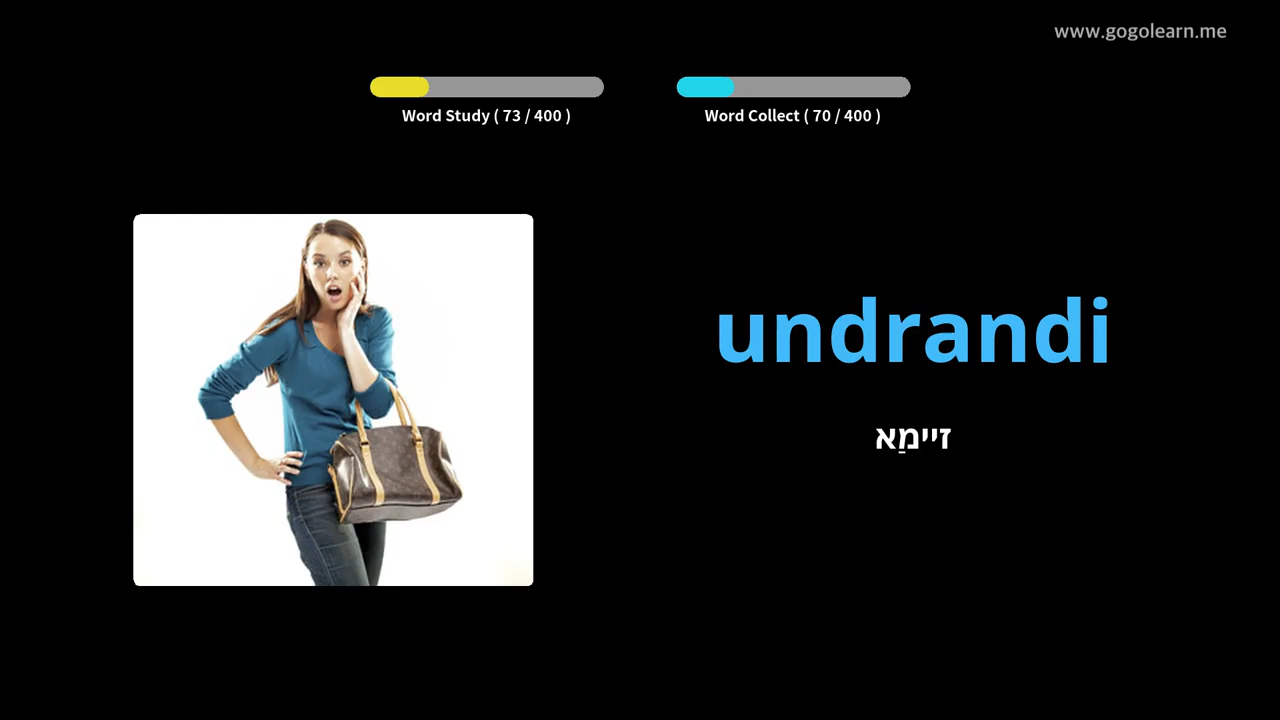 www.gogolearn.me
Word Study ( 73 / 400 )
Word Collect ( 70 / 400 )
undrandi
זיימַא